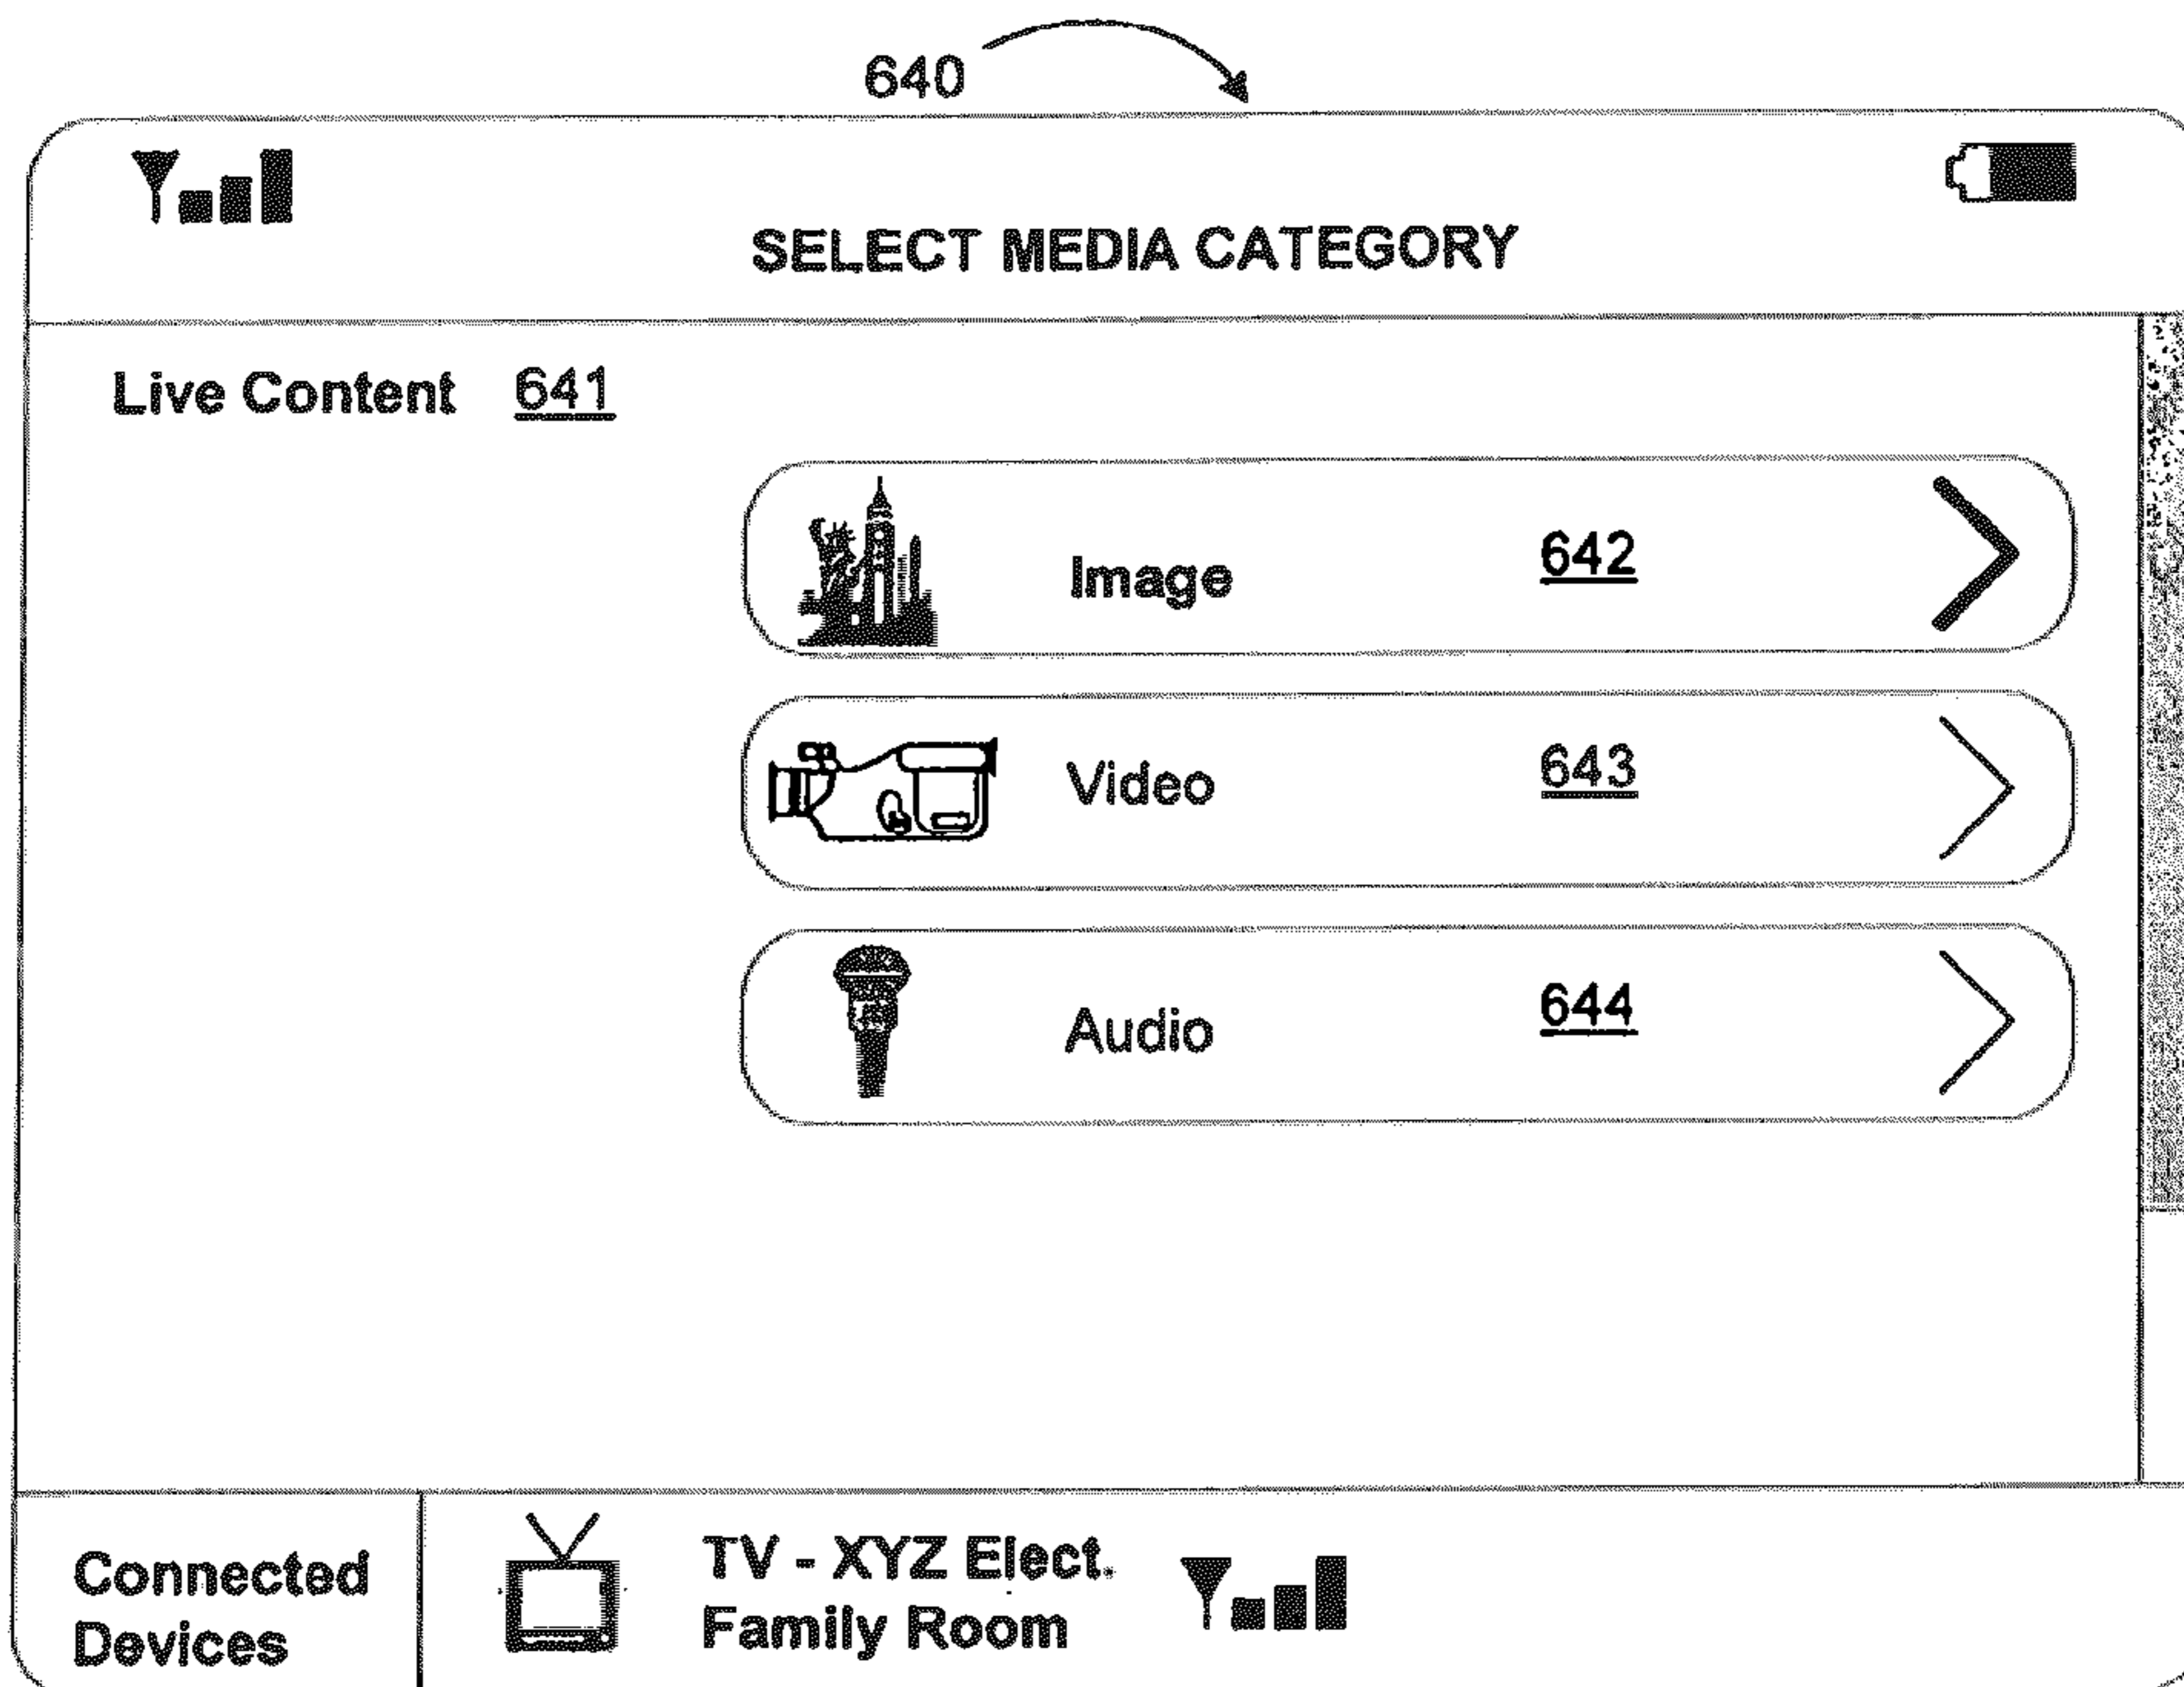 640
SELECT MEDIA CATEGORY
Live Content 641
Image 642
Video 643
Audio 644
Connected
Devices
TV - XYZ Elect.
Family Room